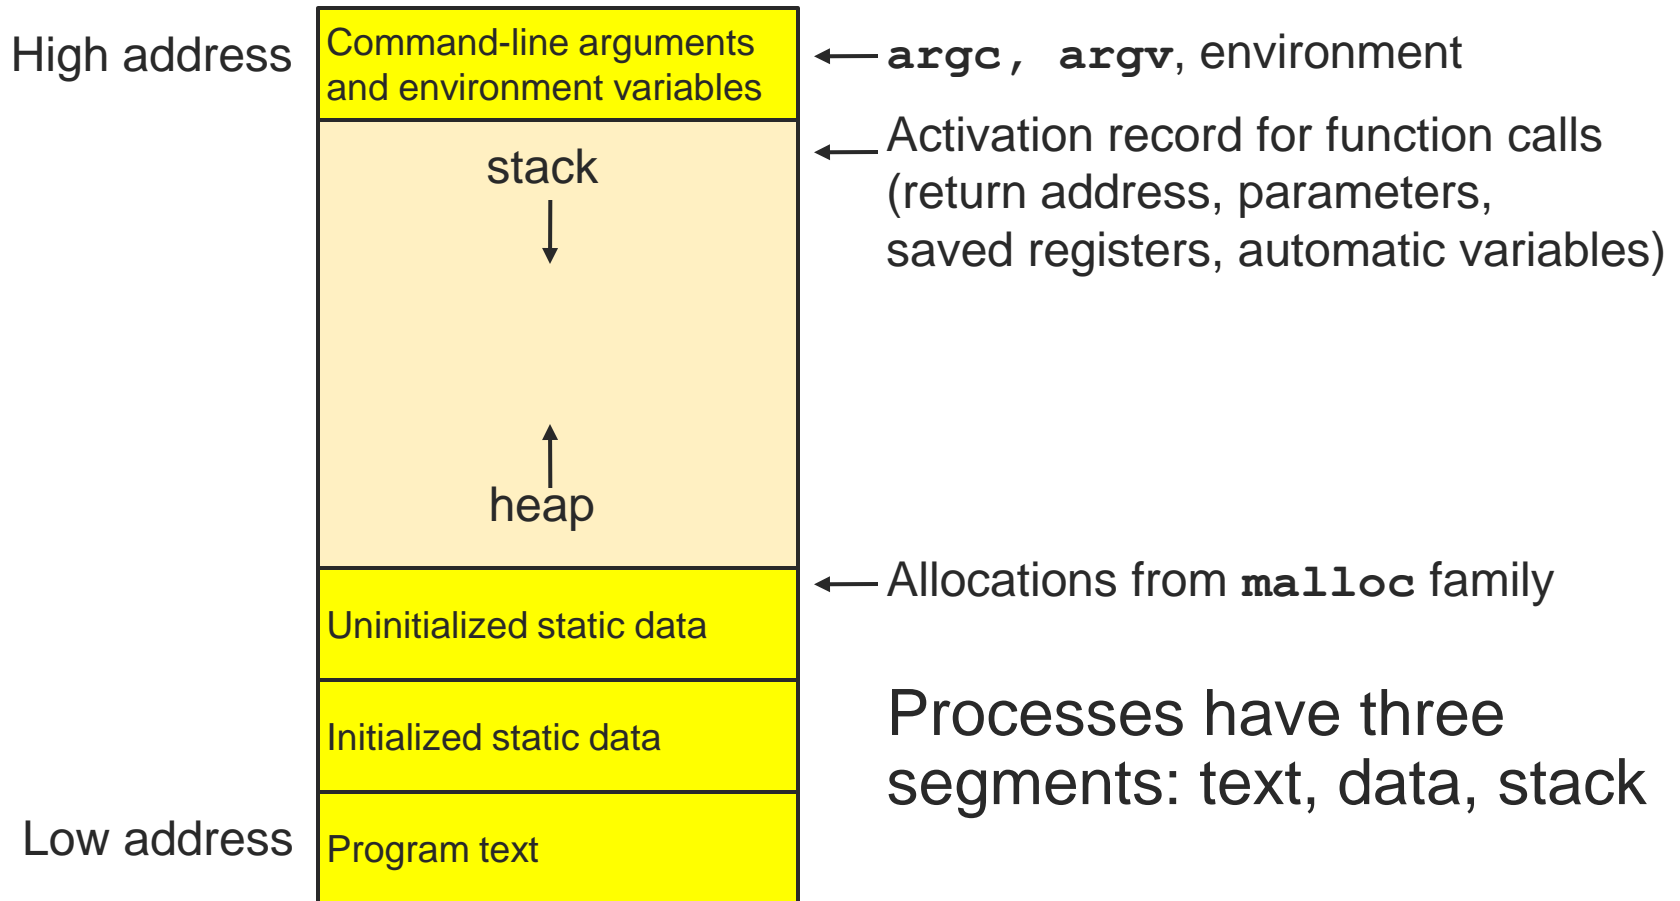 High address
Command-line arguments
and environment variables
argc, argv, environment
Activation record for function calls
(return address, parameters,
saved registers, automatic variables)
stack
heap
Allocations from malloc family
Uninitialized static data
Initialized static data
Processes have three
segments: text, data, stack
Low address
Program text